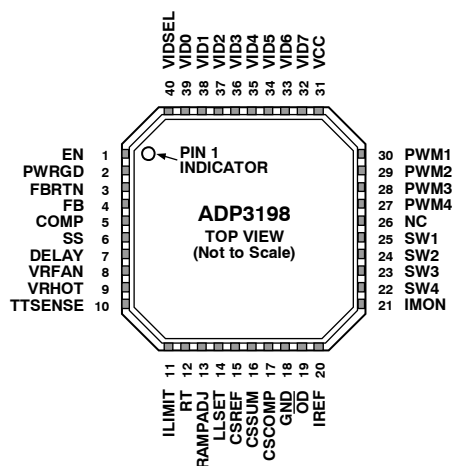 VIDSEL
VID0
VID1
VID2
VID3
VID4
VID5
VID6
VID7
VCC
40
39
38
37
36
35
34
33
32
31
EN 1
PWRGD 2
FBRTN 3
FB 4
COMP 5
SS 6
DELAY 7
VRFAN 8
VRHOT 9
TTSENSE 10
PIN 1
INDICATOR
ADP3198
TOP VIEW
(Not to Scale)
30 PWM1
29 PWM2
28 PWM3
27 PWM4
26 NC
25 SW1
24 SW2
23 SW3
22 SW4
21 IMON
11
12
13
14
15
16
17
18
19
20
ILIMIT
RT
RAMPADJ
LLSET
CSREF
CSSUM
CSCOMP
GND
OD
IREF